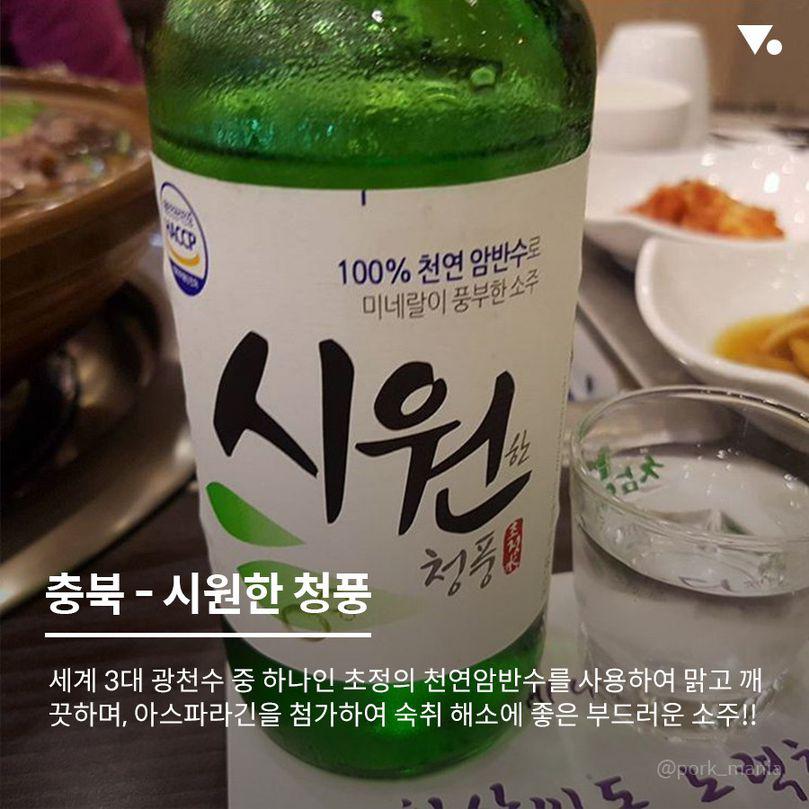 HACCP
100% 천연 암반수로
미네랄이 풍부한 소주
시원한
청풍
충북 - 시원한 청풍
세계 3대 광천수 중 하나인 초정의 천연암반수를 사용하여 맑고 깨
끗하며, 아스파라긴을 첨가하여 숙취 해소에 좋은 부드러운 소주!!
@pork_mania